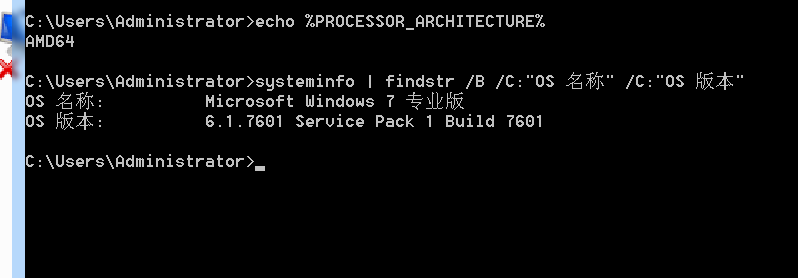 C:\Users\Administrator>echo %PROCESSOR_ARCHITECTURE%
AMD64
C:\Users\Administrator>systeminfo | findstr /B /C:"OS 名称" /C:"OS 版本"
OS 名称: Microsoft Windows 7 专业版
OS 版本: 6.1.7601 Service Pack 1 Build 7601
C:\Users\Administrator>_